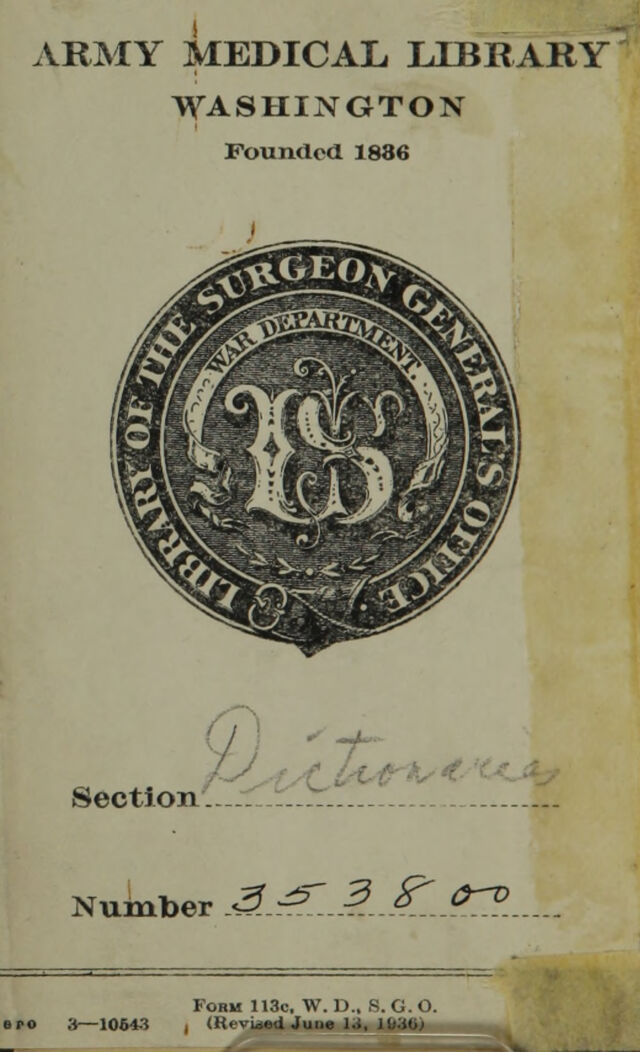 ARMY MEDICAL LIBRARY
WASHINGTON
Founded 1836
LIBRARY OF THE SURGEON GENERAL'S OFFICE
WAR DEPARTMENT.
US
Section Dictionaries
Number 353800
FORM 113c, W. D., S. G. O.
(Revised June 13, 1936)
GPO 3—10543